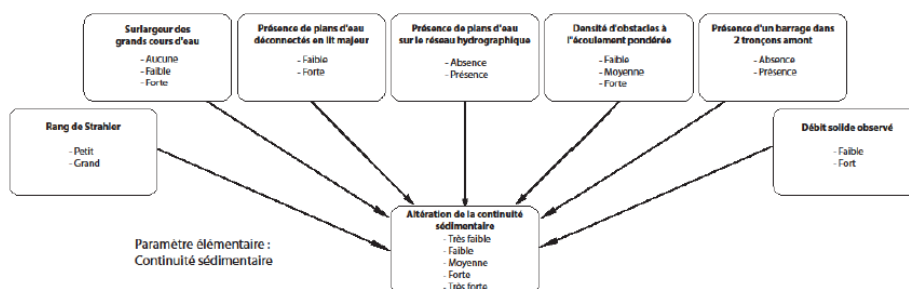 Surlargeur des
grands cours d'eau
- Aucune
- Faible
- Forte
Présence de plans d'eau
déconnectés en lit majeur
- Faible
- Forte
Présence de plans d'eau
sur le réseau hydrographique
- Absence
- Présence
Densité d'obstacles à
l'écoulement pondérée
- Faible
- Moyenne
- Forte
Présence d'un barrage dans
2 tronçons amont
- Absence
- Présence
Rang de Strahler
- Petit
- Grand
Débit solide observé
- Faible
- Fort
Altération de la continuité
sédimentaire
- Très faible
- Faible
- Moyenne
- Forte
- Très forte
Paramètre élémentaire :
Continuité sédimentaire